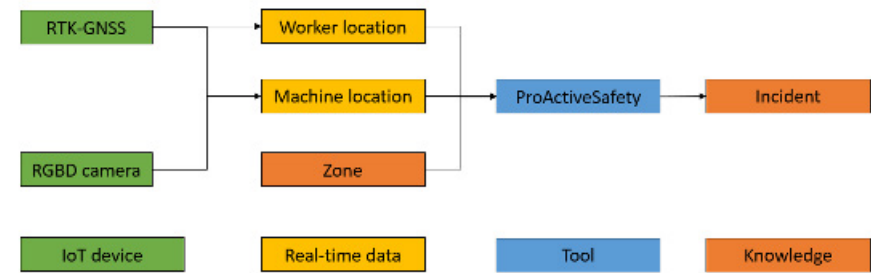 RTK-GNSS
Worker location
Machine location
ProActiveSafety
Incident
RGBD camera
Zone
IoT device
Real-time data
Tool
Knowledge